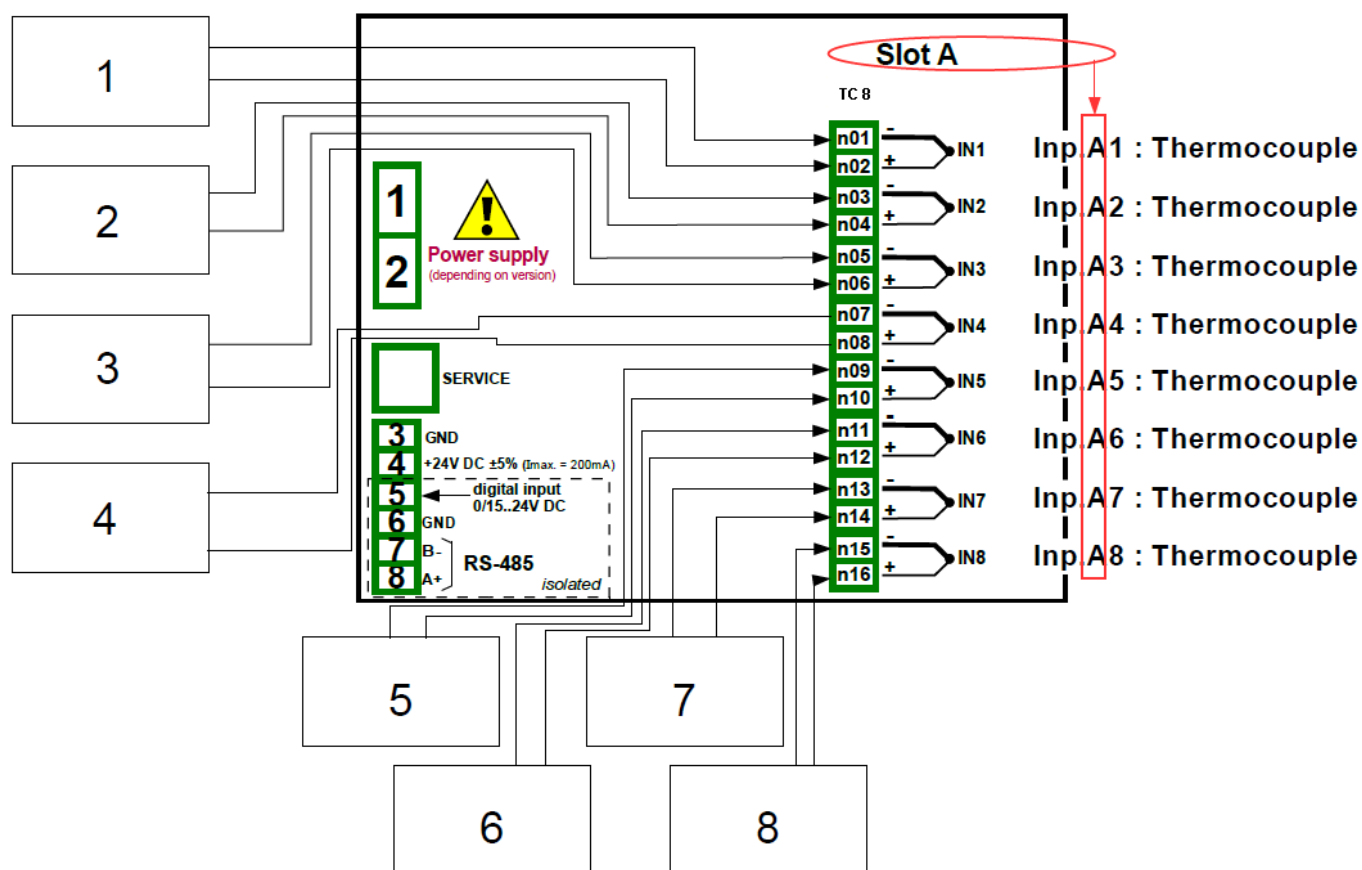 1
2
3
4
5
6
7
8
Slot A
TC 8
n01 - IN1 Inp.A1 : Thermocouple
n02 +
n03 - IN2 Inp.A2 : Thermocouple
n04 +
n05 - IN3 Inp.A3 : Thermocouple
n06 +
n07 - IN4 Inp.A4 : Thermocouple
n08 +
n09 - IN5 Inp.A5 : Thermocouple
n10 +
n11 - IN6 Inp.A6 : Thermocouple
n12 +
n13 - IN7 Inp.A7 : Thermocouple
n14 +
n15 - IN8 Inp.A8 : Thermocouple
n16 +
1
2
!
Power supply
(depending on version)
SERVICE
3 GND
4 +24V DC ±5% (Imax. = 200mA)
5 digital input
0/15..24V DC
6 GND
7 B-
RS-485
8 A+
isolated